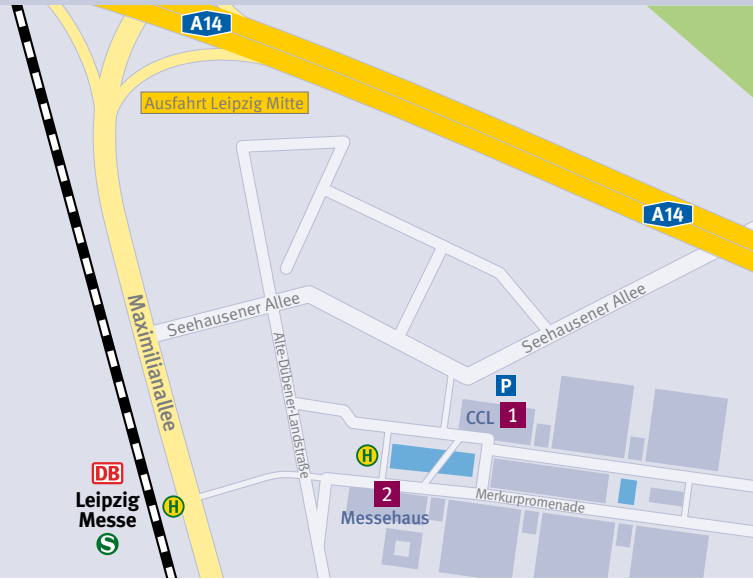 A14
Ausfahrt Leipzig Mitte
A14
Seehausener Allee
Seehausener Allee
Maximilianallee
Alte-Dübener-Landstraße
P
CCL 1
H
DB
Leipzig
Messe
S
H
2
Messehaus
Merkurpromenade